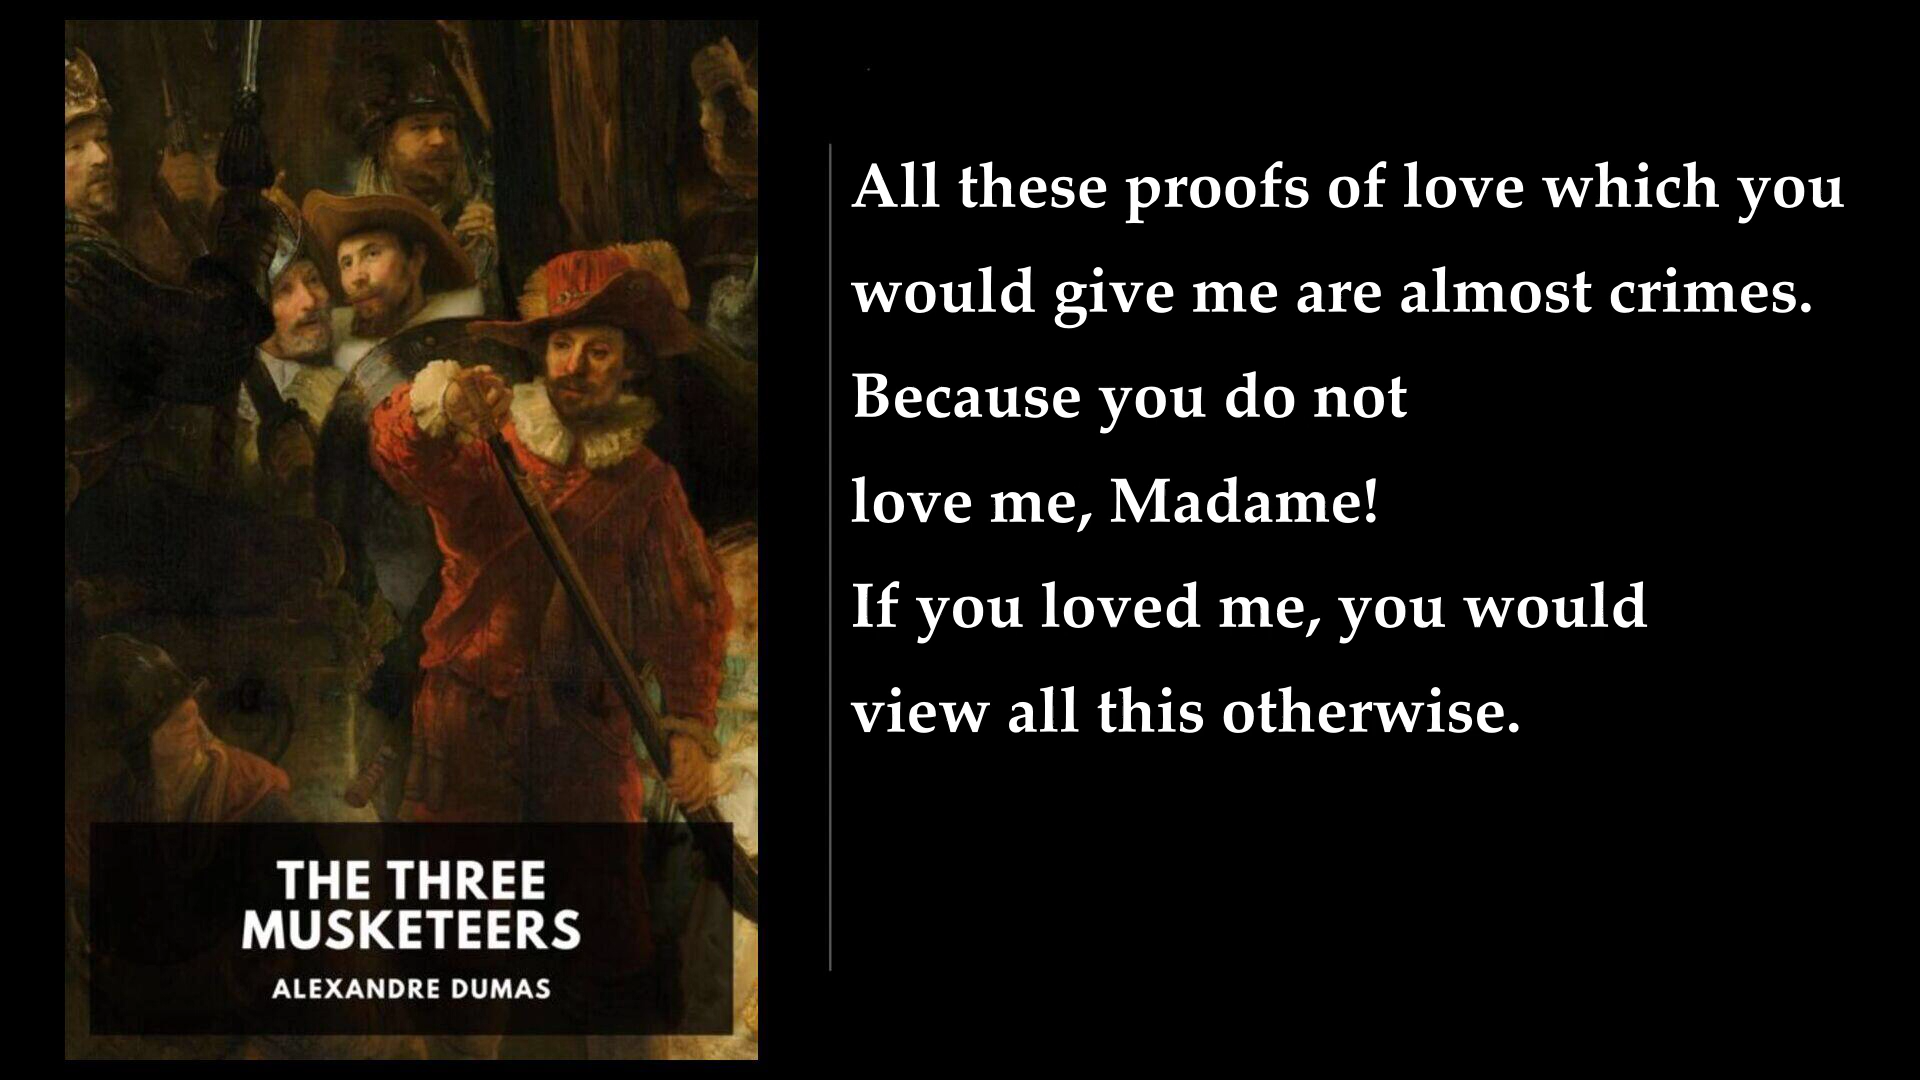 THE THREE
MUSKETEERS
ALEXANDRE DUMAS
All these proofs of love which you
would give me are almost crimes.
Because you do not
love me, Madame!
If you loved me, you would
view all this otherwise.